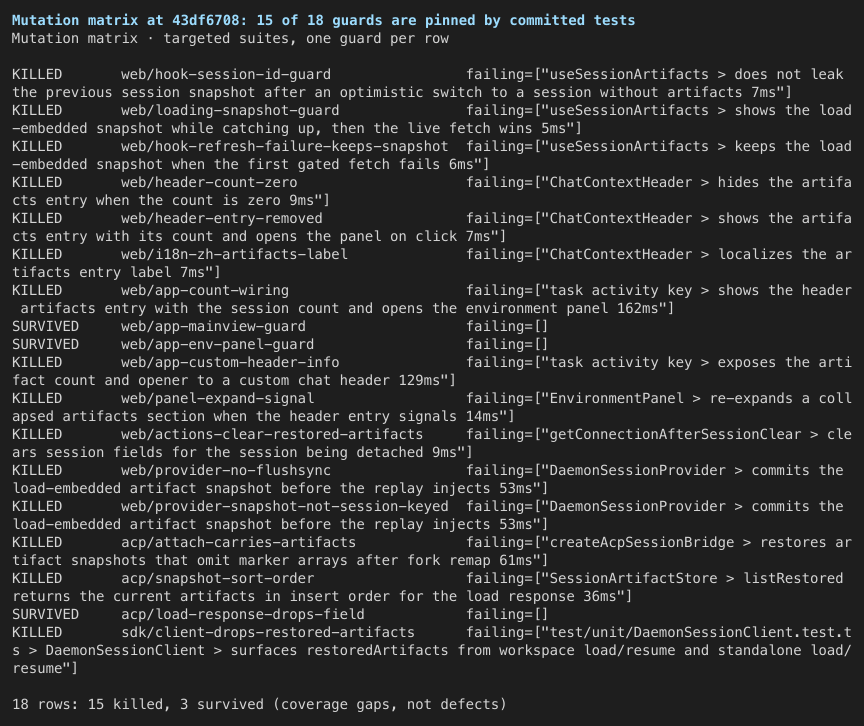 Mutation matrix at 43df6708: 15 of 18 guards are pinned by committed tests
Mutation matrix · targeted suites, one guard per row
KILLED       web/hook-session-id-guard                failing=["useSessionArtifacts > does not leak
the previous session snapshot after an optimistic switch to a session without artifacts 7ms"]
KILLED       web/loading-snapshot-guard               failing=["useSessionArtifacts > shows the load
-embedded snapshot while catching up, then the live fetch wins 5ms"]
KILLED       web/hook-refresh-failure-keeps-snapshot  failing=["useSessionArtifacts > keeps the load
-embedded snapshot when the first gated fetch fails 6ms"]
KILLED       web/header-count-zero                    failing=["ChatContextHeader > hides the artifa
cts entry when the count is zero 9ms"]
KILLED       web/header-entry-removed                 failing=["ChatContextHeader > shows the artifa
cts entry with its count and opens the panel on click 7ms"]
KILLED       web/i18n-zh-artifacts-label              failing=["ChatContextHeader > localizes the ar
tifacts entry label 7ms"]
KILLED       web/app-count-wiring                     failing=["task activity key > shows the header
 artifacts entry with the session count and opens the environment panel 162ms"]
SURVIVED     web/app-mainview-guard                   failing=[]
SURVIVED     web/app-env-panel-guard                  failing=[]
KILLED       web/app-custom-header-info               failing=["task activity key > exposes the arti
fact count and opener to a custom chat header 129ms"]
KILLED       web/panel-expand-signal                  failing=["EnvironmentPanel > re-expands a coll
apsed artifacts section when the header entry signals 14ms"]
KILLED       web/actions-clear-restored-artifacts     failing=["getConnectionAfterSessionClear > cle
ars session fields for the session being detached 9ms"]
KILLED       web/provider-no-flushsync                failing=["DaemonSessionProvider > commits the
load-embedded artifact snapshot before the replay injects 53ms"]
KILLED       web/provider-snapshot-not-session-keyed  failing=["DaemonSessionProvider > commits the
load-embedded artifact snapshot before the replay injects 53ms"]
KILLED       acp/attach-carries-artifacts             failing=["createAcpSessionBridge > restores ar
tifact snapshots that omit marker arrays after fork remap 61ms"]
KILLED       acp/snapshot-sort-order                  failing=["SessionArtifactStore > listRestored
returns the current artifacts in insert order for the load response 36ms"]
SURVIVED     acp/load-response-drops-field            failing=[]
KILLED       sdk/client-drops-restored-artifacts      failing=["test/unit/DaemonSessionClient.test.t
s > DaemonSessionClient > surfaces restoredArtifacts from workspace load/resume and standalone load/
resume"]
18 rows: 15 killed, 3 survived (coverage gaps, not defects)